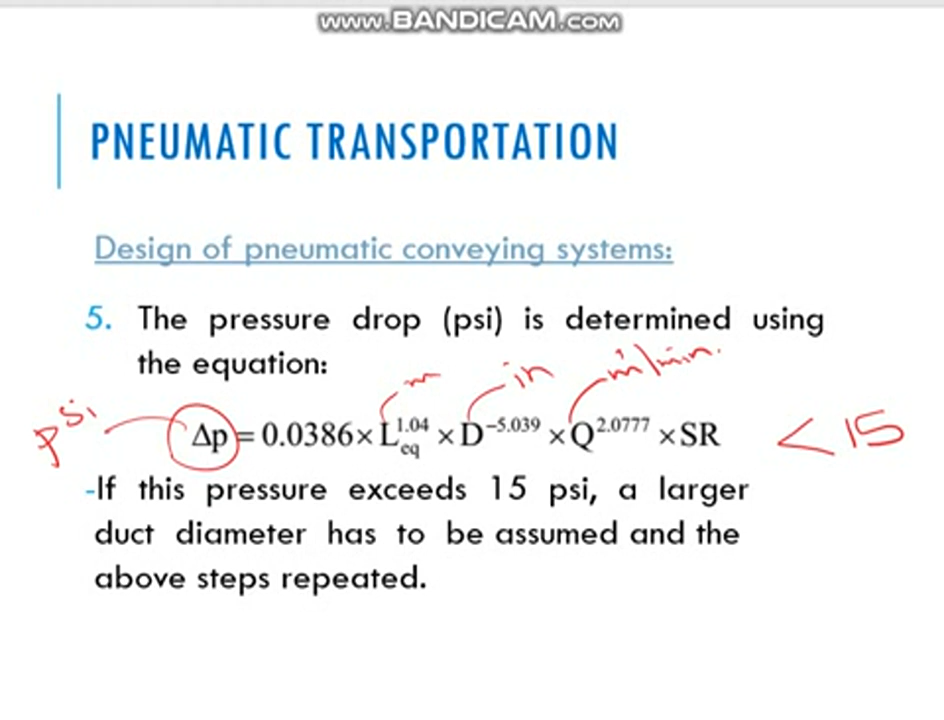 www.BANDICAM.com
PNEUMATIC TRANSPORTATION
Design of pneumatic conveying systems:
5. The pressure drop (psi) is determined using
the equation:
m in m³/min.
psi Δp = 0.0386 × L_eq^1.04 × D^−5.039 × Q^2.0777 × SR < 15
-If this pressure exceeds 15 psi, a larger
duct diameter has to be assumed and the
above steps repeated.